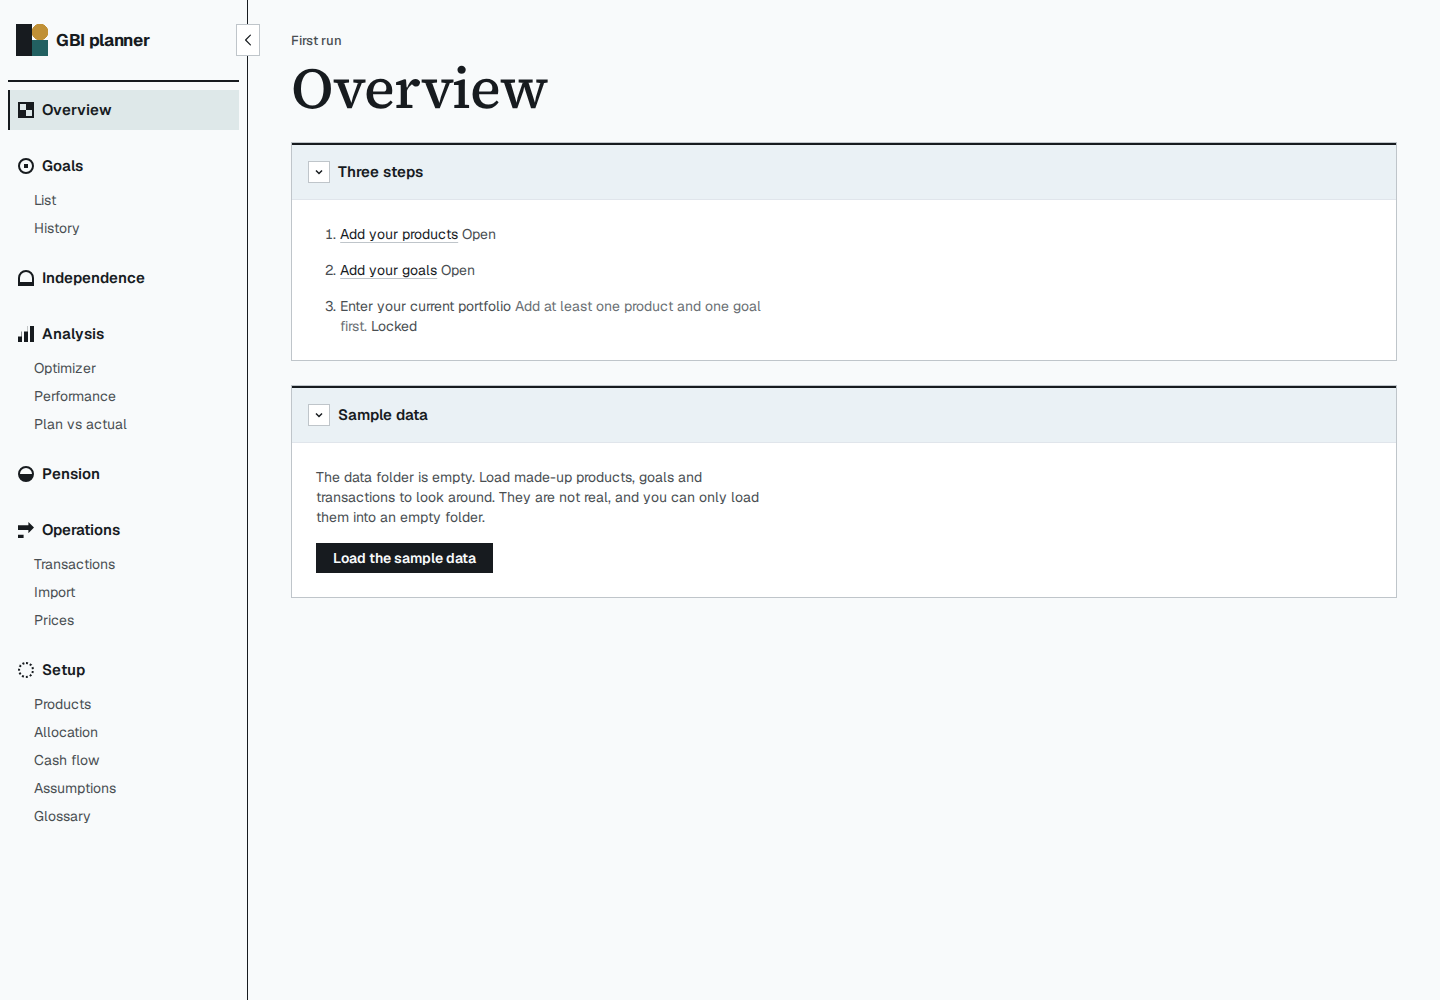 GBI planner
Overview
Goals
List
History
Independence
Analysis
Optimizer
Performance
Plan vs actual
Pension
Operations
Transactions
Import
Prices
Setup
Products
Allocation
Cash flow
Assumptions
Glossary
First run
Overview
Three steps
1. Add your products Open
2. Add your goals Open
3. Enter your current portfolio Add at least one product and one goal
first. Locked
Sample data
The data folder is empty. Load made-up products, goals and
transactions to look around. They are not real, and you can only load
them into an empty folder.
Load the sample data